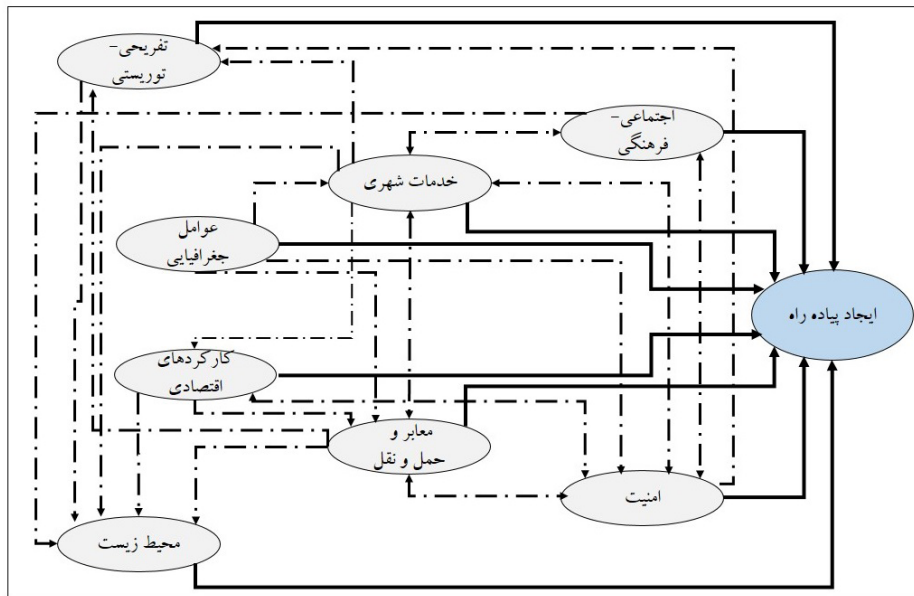 تفریحی-
توریستی
اجتماعی-
فرهنگی
خدمات شهری
عوامل
جغرافیایی
ایجاد پیاده راه
کارکردهای
اقتصادی
معابر و
حمل و نقل
امنیت
محیط زیست